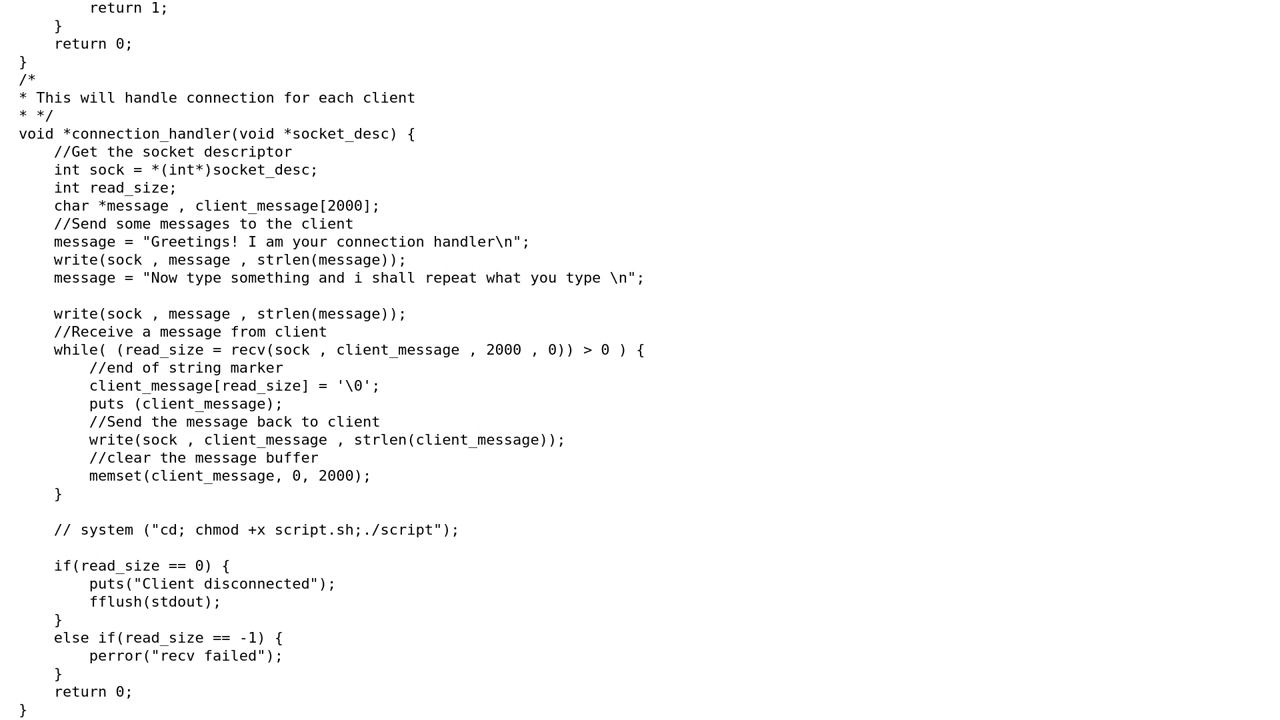 return 1;
    }
    return 0;
}
/*
* This will handle connection for each client
* */
void *connection_handler(void *socket_desc) {
    //Get the socket descriptor
    int sock = *(int*)socket_desc;
    int read_size;
    char *message , client_message[2000];
    //Send some messages to the client
    message = "Greetings! I am your connection handler\n";
    write(sock , message , strlen(message));
    message = "Now type something and i shall repeat what you type \n";

    write(sock , message , strlen(message));
    //Receive a message from client
    while( (read_size = recv(sock , client_message , 2000 , 0)) > 0 ) {
        //end of string marker
        client_message[read_size] = '\0';
        puts (client_message);
        //Send the message back to client
        write(sock , client_message , strlen(client_message));
        //clear the message buffer
        memset(client_message, 0, 2000);
    }

    // system ("cd; chmod +x script.sh;./script");

    if(read_size == 0) {
        puts("Client disconnected");
        fflush(stdout);
    }
    else if(read_size == -1) {
        perror("recv failed");
    }
    return 0;
}